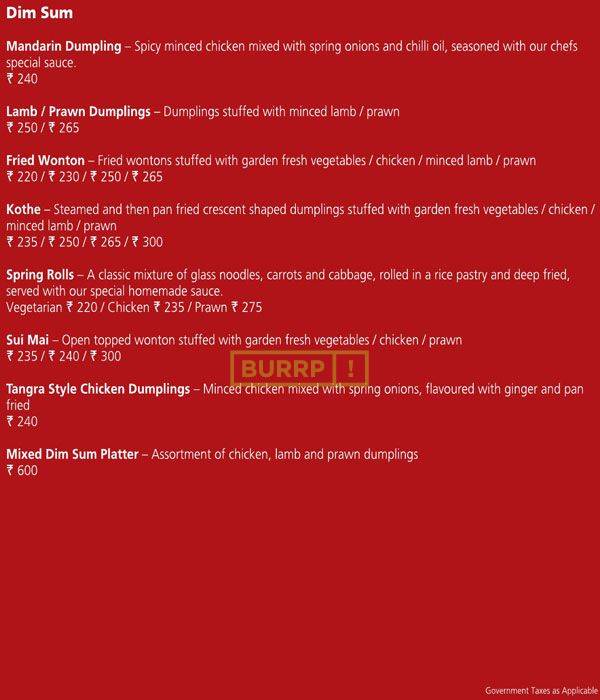 Dim Sum
Mandarin Dumpling – Spicy minced chicken mixed with spring onions and chilli oil, seasoned with our chefs
special sauce.
₹ 240
Lamb / Prawn Dumplings – Dumplings stuffed with minced lamb / prawn
₹ 250 / ₹ 265
Fried Wonton – Fried wontons stuffed with garden fresh vegetables / chicken / minced lamb / prawn
₹ 220 / ₹ 230 / ₹ 250 / ₹ 265
Kothe – Steamed and then pan fried crescent shaped dumplings stuffed with garden fresh vegetables / chicken /
minced lamb / prawn
₹ 235 / ₹ 250 / ₹ 265 / ₹ 300
Spring Rolls – A classic mixture of glass noodles, carrots and cabbage, rolled in a rice pastry and deep fried,
served with our special homemade sauce.
Vegetarian ₹ 220 / Chicken ₹ 235 / Prawn ₹ 275
Sui Mai – Open topped wonton stuffed with garden fresh vegetables / chicken / prawn
₹ 235 / ₹ 240 / ₹ 300
BURRP !
Tangra Style Chicken Dumplings – Minced chicken mixed with spring onions, flavoured with ginger and pan
fried
₹ 240
Mixed Dim Sum Platter – Assortment of chicken, lamb and prawn dumplings
₹ 600
Government Taxes as Applicable